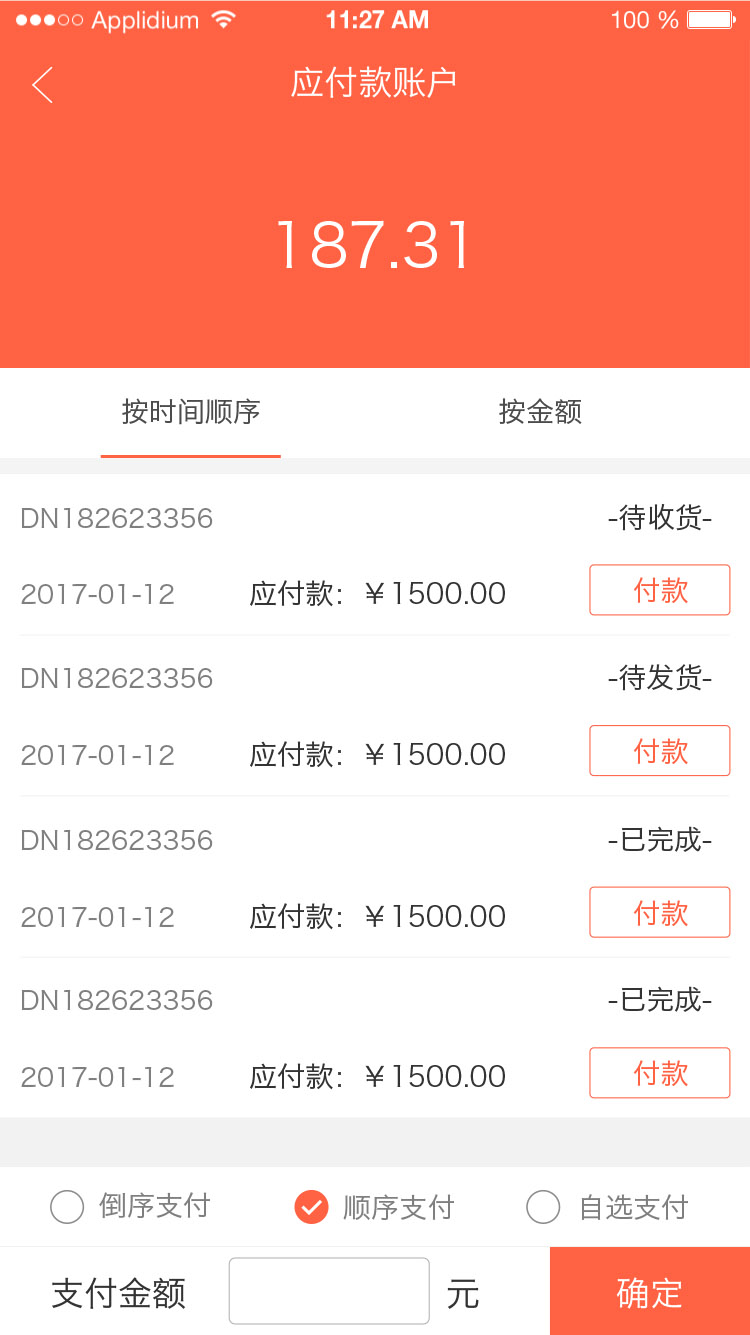 Applidium 11:27 AM 100 %
应付款账户
187.31
按时间顺序 按金额
DN182623356 -待收货-
2017-01-12 应付款：￥1500.00 付款
DN182623356 -待发货-
2017-01-12 应付款：￥1500.00 付款
DN182623356 -已完成-
2017-01-12 应付款：￥1500.00 付款
DN182623356 -已完成-
2017-01-12 应付款：￥1500.00 付款
倒序支付 顺序支付 自选支付
支付金额 元 确定